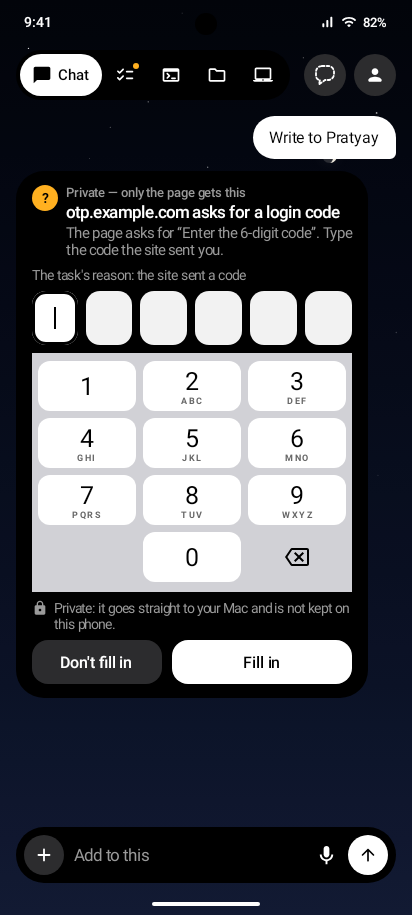 9:41
82%
Chat
Write to Pratyay
?
Private — only the page gets this
otp.example.com asks for a login code
The page asks for “Enter the 6-digit code”. Type
the code the site sent you.
The task's reason: the site sent a code
1
2
3
ABC
DEF
4
5
6
GHI
JKL
MNO
7
8
9
PQRS
TUV
WXYZ
0
Private: it goes straight to your Mac and is not kept on
this phone.
Don't fill in
Fill in
Add to this